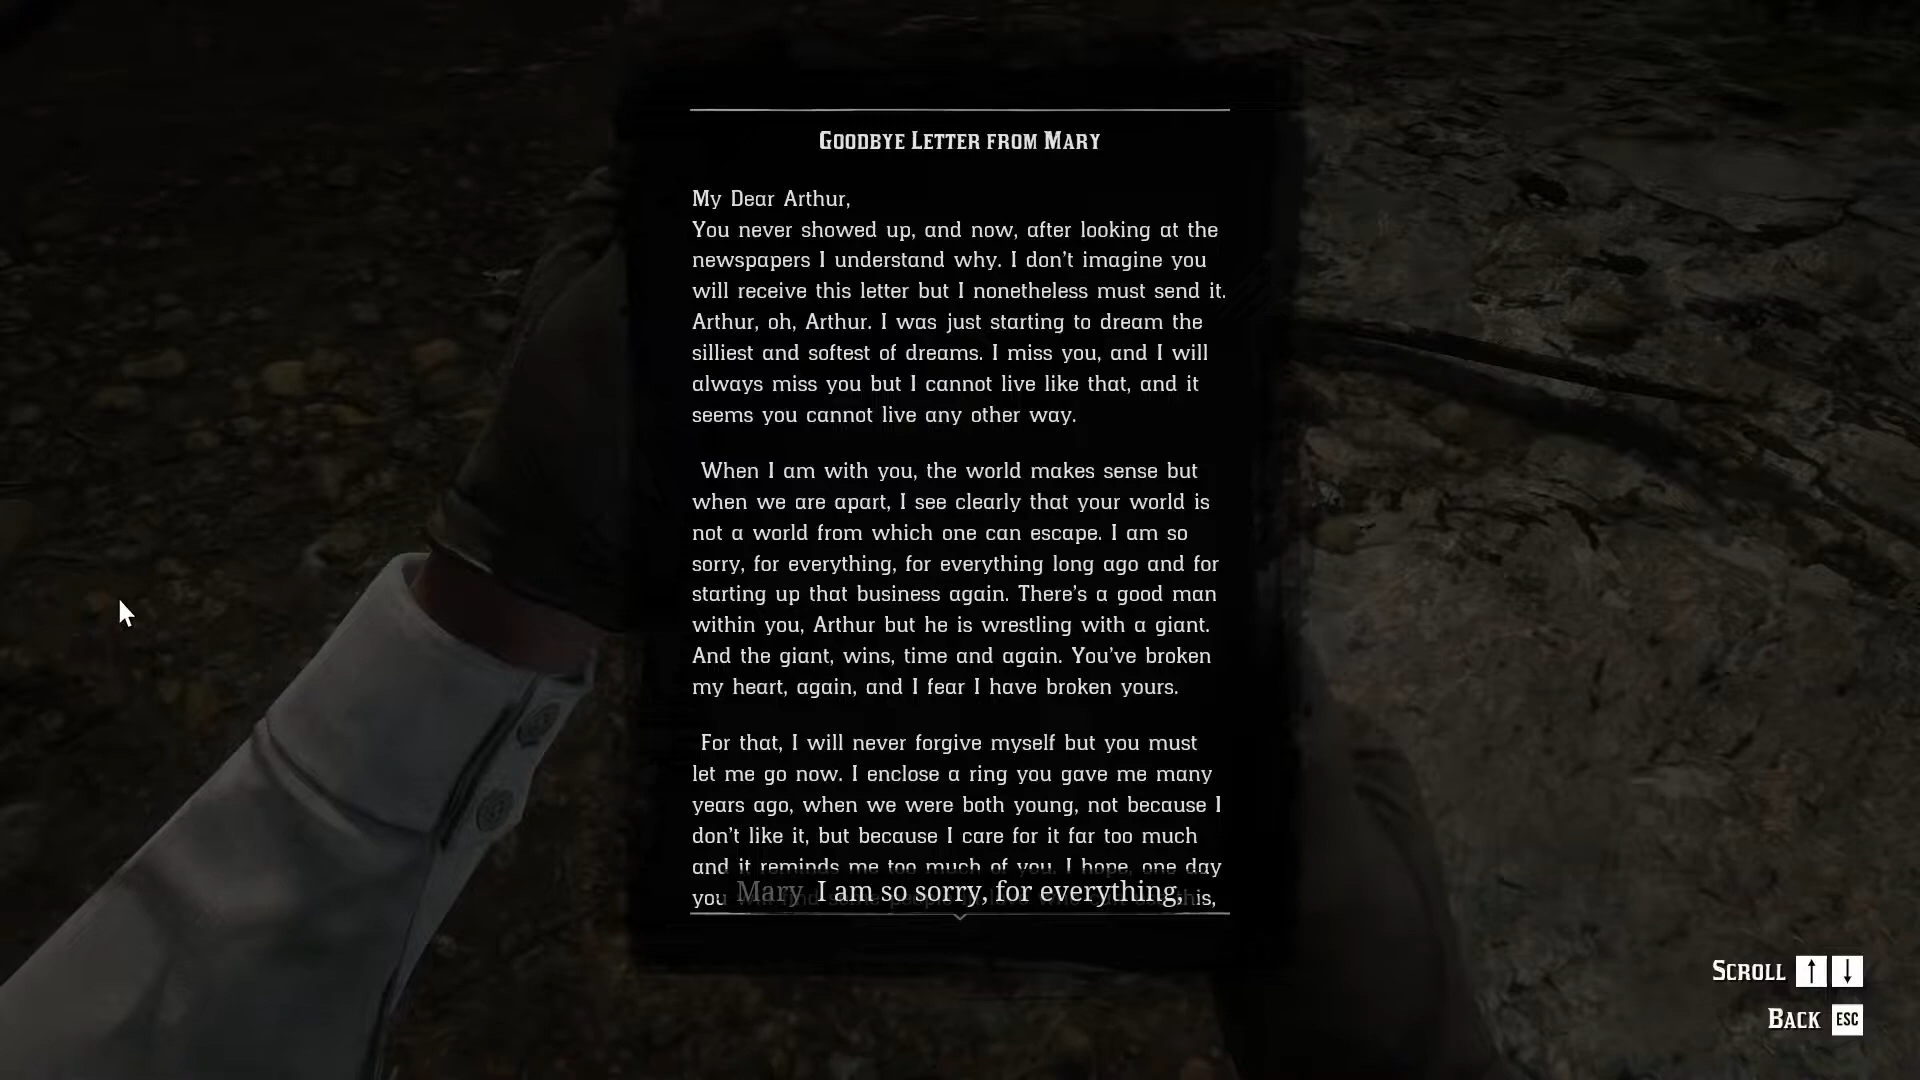 Goodbye Letter from Mary
My Dear Arthur,
You never showed up, and now, after looking at the
newspapers I understand why. I don't imagine you
will receive this letter but I nonetheless must send it.
Arthur, oh, Arthur. I was just starting to dream the
silliest and softest of dreams. I miss you, and I will
always miss you but I cannot live like that, and it
seems you cannot live any other way.
When I am with you, the world makes sense but
when we are apart, I see clearly that your world is
not a world from which one can escape. I am so
sorry, for everything, for everything long ago and for
starting up that business again. There's a good man
within you, Arthur but he is wrestling with a giant.
And the giant, wins, time and again. You've broken
my heart, again, and I fear I have broken yours.
For that, I will never forgive myself but you must
let me go now. I enclose a ring you gave me many
years ago, when we were both young, not because I
don't like it, but because I care for it far too much
and it reminds me too much of you. I hope, one day
you
Mary I am so sorry, for everything,
Scroll ↑ ↓
Back ESC